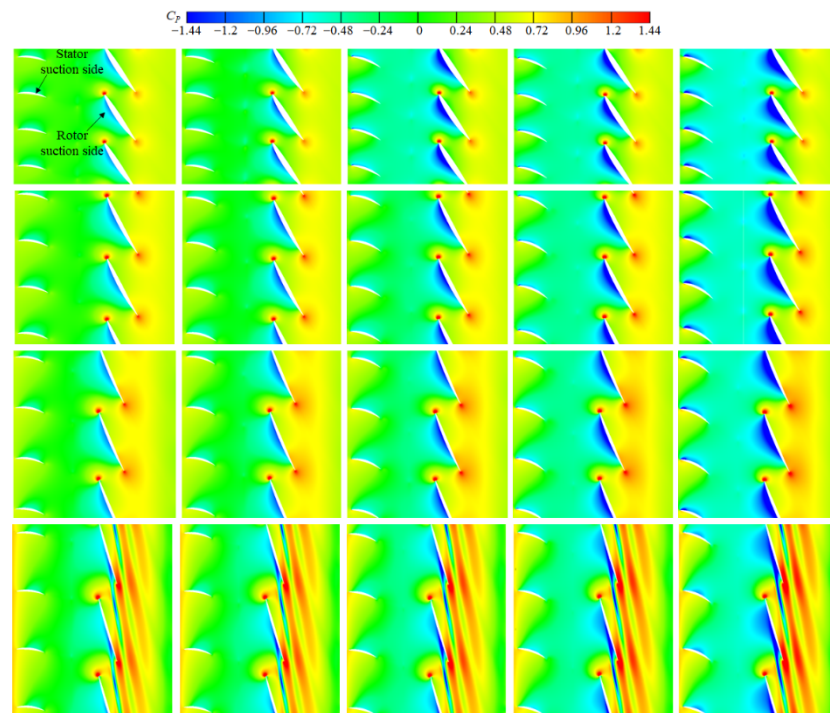 Cp
−1.44 −1.2 −0.96 −0.72 −0.48 −0.24 0 0.24 0.48 0.72 0.96 1.2 1.44
Stator
suction side
Rotor
suction side